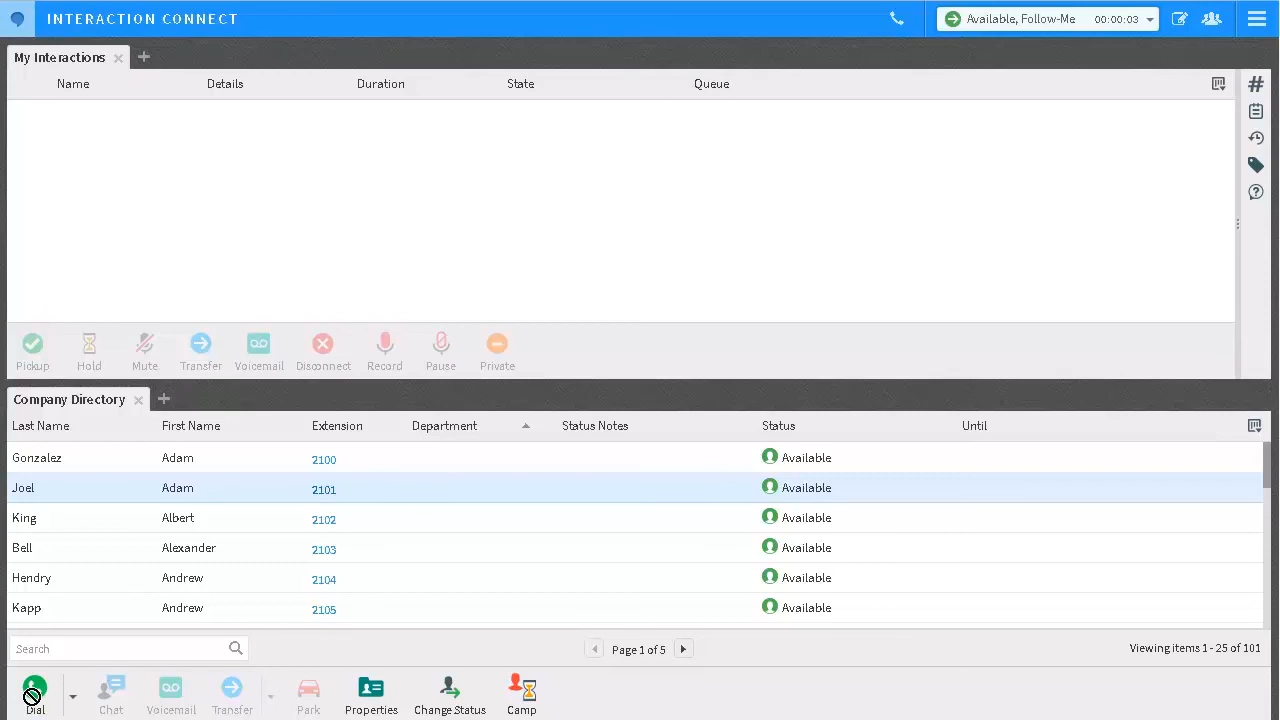 INTERACTION CONNECT
Available, Follow-Me 00:00:03
My Interactions
Name Details Duration State Queue
Pickup Hold Mute Transfer Voicemail Disconnect Record Pause Private
Company Directory
Last Name First Name Extension Department Status Notes Status Until
Gonzalez Adam 2100 Available
Joel Adam 2101 Available
King Albert 2102 Available
Bell Alexander 2103 Available
Hendry Andrew 2104 Available
Kapp Andrew 2105 Available
Search Page 1 of 5 Viewing items 1 - 25 of 101
Dial Chat Voicemail Transfer Park Properties Change Status Camp